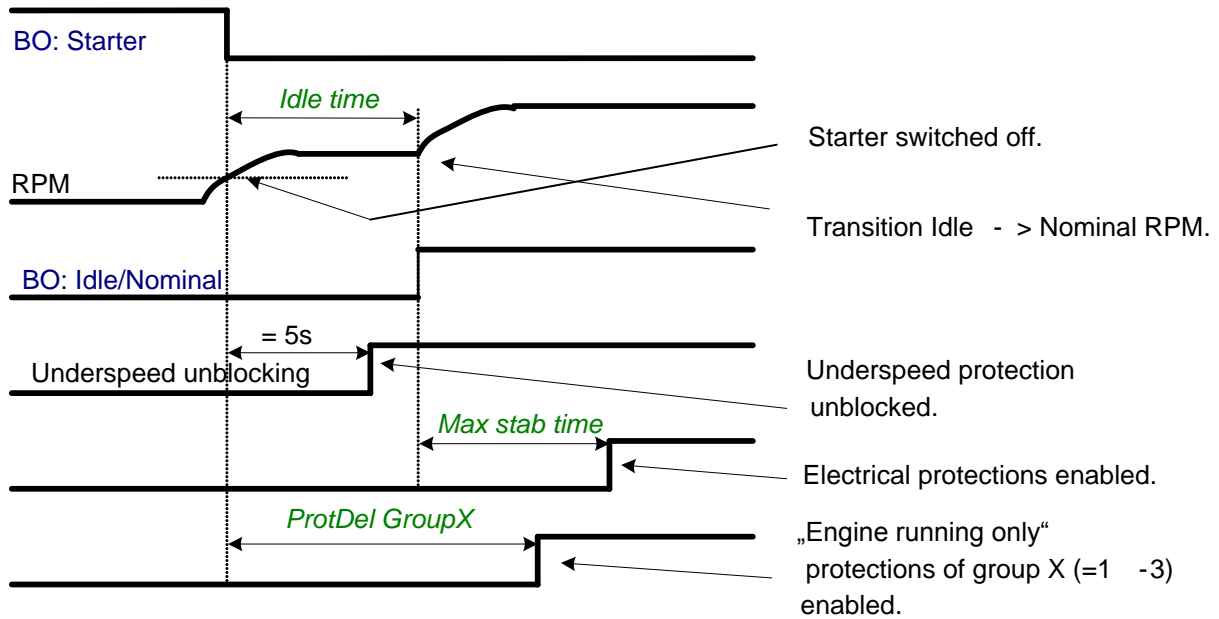 BO: Starter
Idle time
Starter switched off.
RPM
Transition Idle - > Nominal RPM.
BO: Idle/Nominal
= 5s
Underspeed unblocking
Underspeed protection
unblocked.
Max stab time
Electrical protections enabled.
ProtDel GroupX
„Engine running only“
protections of group X (=1 -3)
enabled.